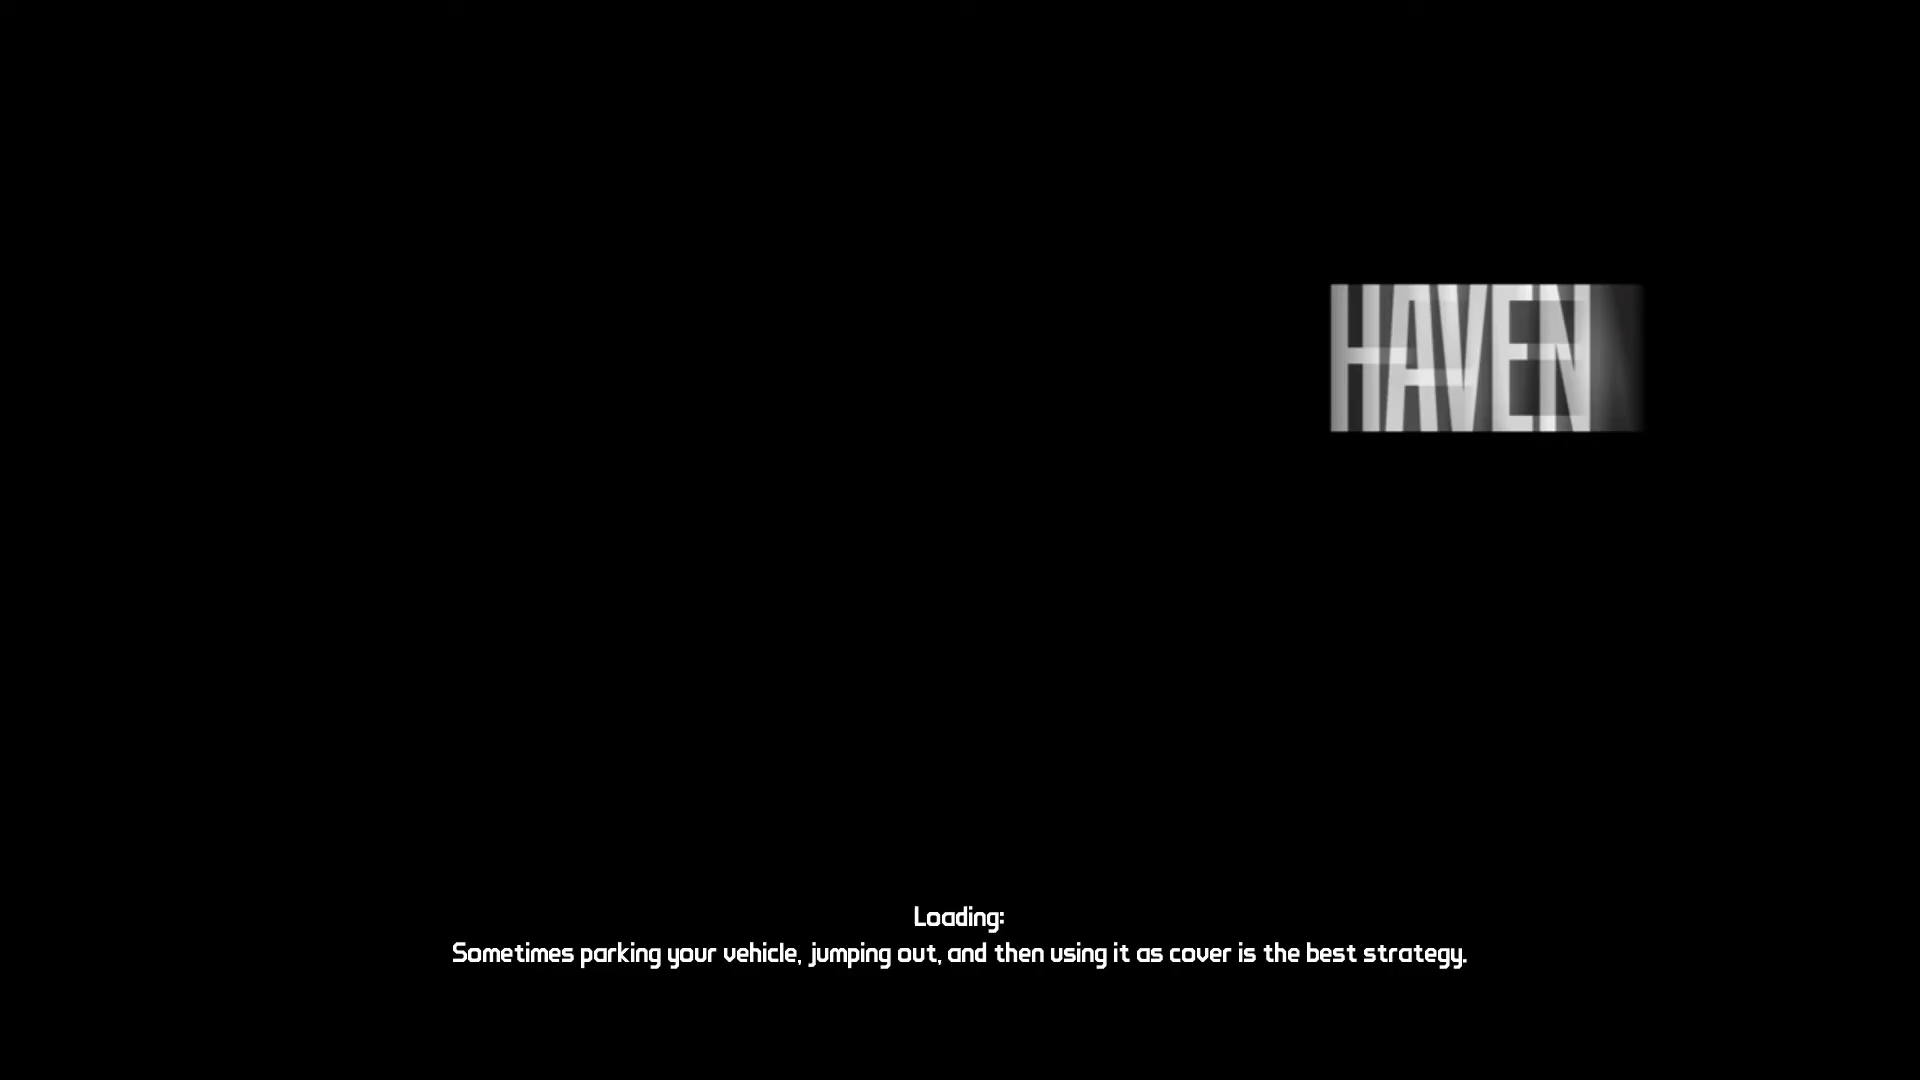 HAVEN
Loading:
Sometimes parking your vehicle, jumping out, and then using it as cover is the best strategy.